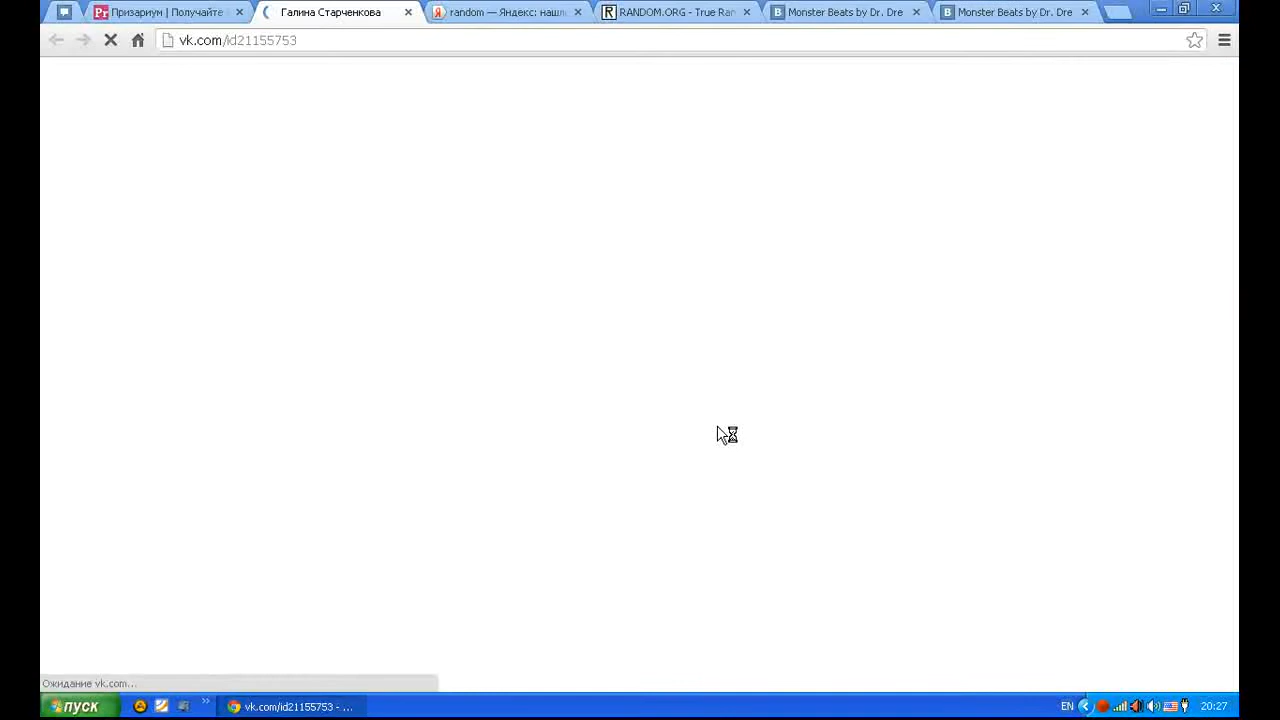 Призариум | Получайте
Галина Старченкова
random — Яндекс: нашл
RANDOM.ORG - True Ran
Monster Beats by Dr. Dre
Monster Beats by Dr. Dre
vk.com/id21155753
Ожидание vk.com...
пуск
vk.com/id21155753 - ...
EN
20:27